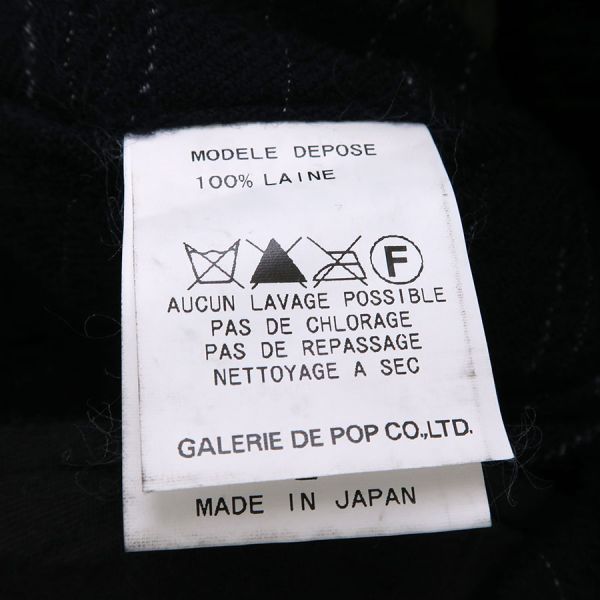 MODELE DEPOSE
100% LAINE
F
AUCUN LAVAGE POSSIBLE
PAS DE CHLORAGE
PAS DE REPASSAGE
NETTOYAGE A SEC
GALERIE DE POP CO.,LTD.
MADE IN JAPAN